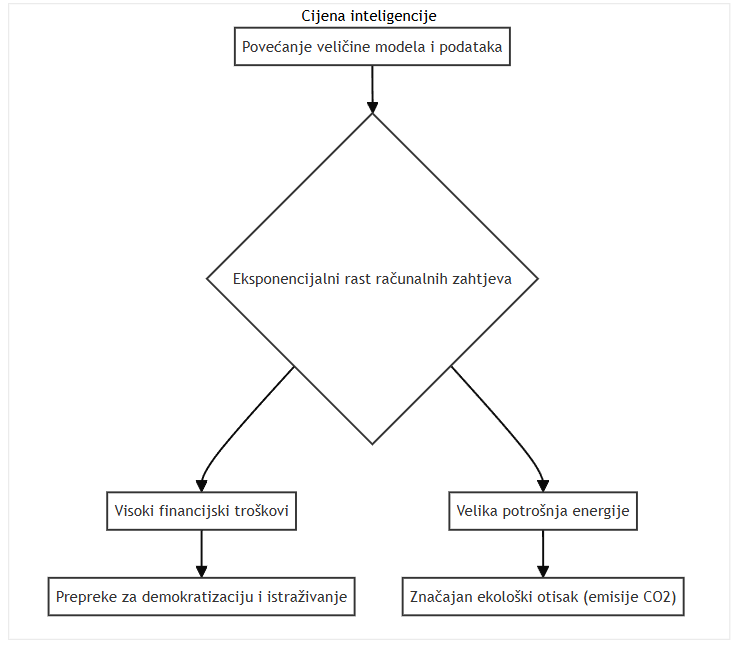 Cijena inteligencije
Povećanje veličine modela i podataka
Eksponencijalni rast računalnih zahtjeva
Visoki financijski troškovi
Velika potrošnja energije
Prepreke za demokratizaciju i istraživanje
Značajan ekološki otisak (emisije CO2)